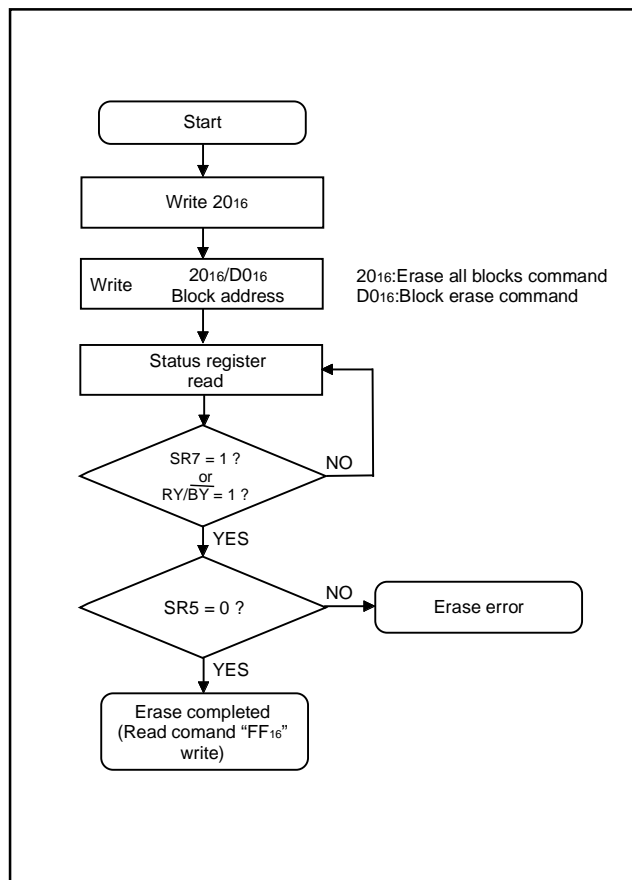 Start
Write 2016
Write 2016/D016
Block address
2016:Erase all blocks command
D016:Block erase command
Status register
read
SR7 = 1 ?
or
RY/BY = 1 ?
NO
YES
SR5 = 0 ?
NO
Erase error
YES
Erase completed
(Read comand “FF16”
write)